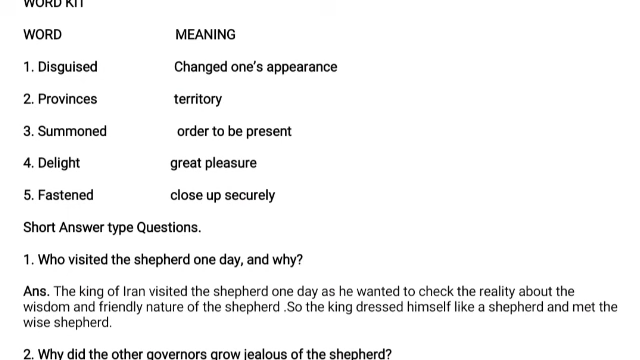 WORD KIT
WORD MEANING
1. Disguised Changed one's appearance
2. Provinces territory
3. Summoned order to be present
4. Delight great pleasure
5. Fastened close up securely
Short Answer type Questions.
1. Who visited the shepherd one day, and why?
Ans. The king of Iran visited the shepherd one day as he wanted to check the reality about the
wisdom and friendly nature of the shepherd .So the king dressed himself like a shepherd and met the
wise shepherd.
2. Why did the other governors grow jealous of the shepherd?